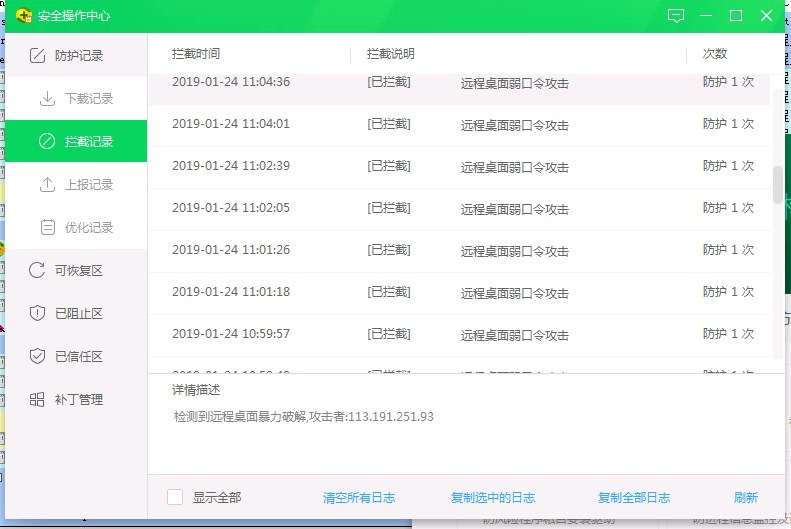 安全操作中心
防护记录
下载记录
拦截记录
上报记录
优化记录
可恢复区
已阻止区
已信任区
补丁管理
拦截时间 拦截说明 次数
2019-01-24 11:04:36 [已拦截] 远程桌面弱口令攻击 防护 1 次
2019-01-24 11:04:01 [已拦截] 远程桌面弱口令攻击 防护 1 次
2019-01-24 11:02:39 [已拦截] 远程桌面弱口令攻击 防护 1 次
2019-01-24 11:02:05 [已拦截] 远程桌面弱口令攻击 防护 1 次
2019-01-24 11:01:26 [已拦截] 远程桌面弱口令攻击 防护 1 次
2019-01-24 11:01:18 [已拦截] 远程桌面弱口令攻击 防护 1 次
2019-01-24 10:59:57 [已拦截] 远程桌面弱口令攻击 防护 1 次
详情描述
检测到远程桌面暴力破解,攻击者:113.191.251.93
显示全部 清空所有日志 复制选中的日志 复制全部日志 刷新